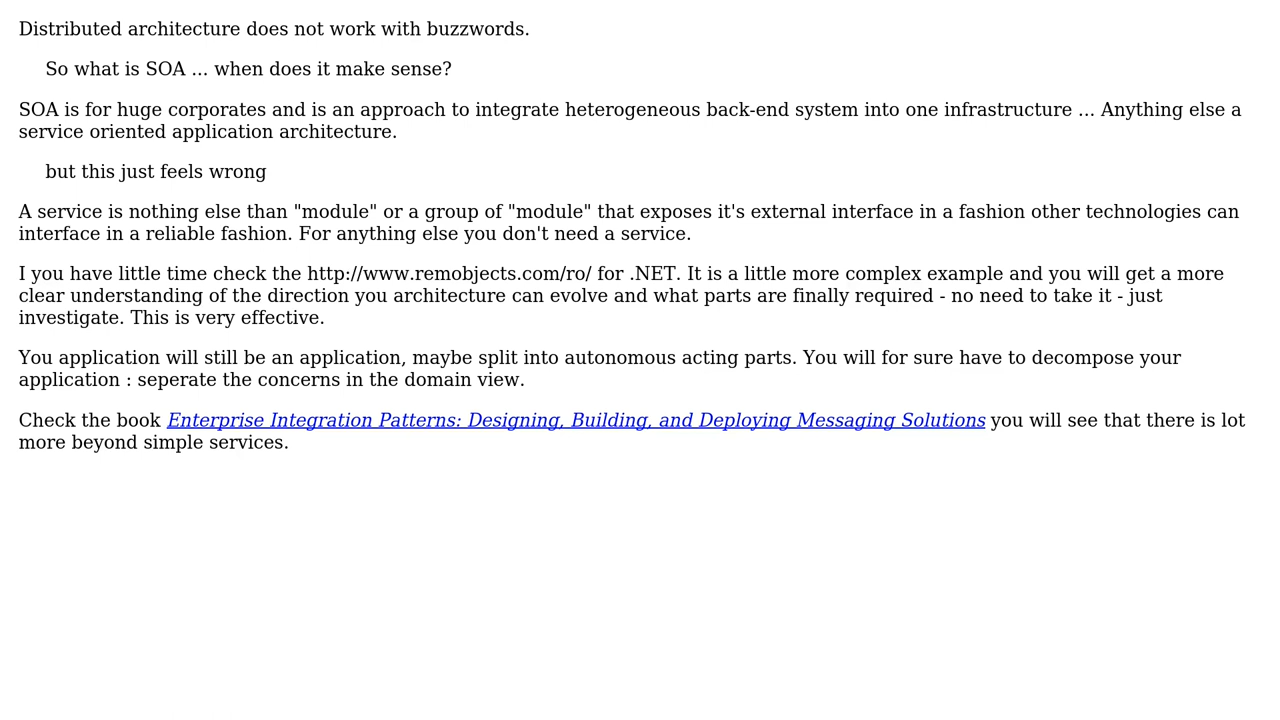 Distributed architecture does not work with buzzwords.
So what is SOA ... when does it make sense?
SOA is for huge corporates and is an approach to integrate heterogeneous back-end system into one infrastructure ... Anything else a
service oriented application architecture.
but this just feels wrong
A service is nothing else than "module" or a group of "module" that exposes it's external interface in a fashion other technologies can
interface in a reliable fashion. For anything else you don't need a service.
I you have little time check the http://www.remobjects.com/ro/ for .NET. It is a little more complex example and you will get a more
clear understanding of the direction you architecture can evolve and what parts are finally required - no need to take it - just
investigate. This is very effective.
You application will still be an application, maybe split into autonomous acting parts. You will for sure have to decompose your
application : seperate the concerns in the domain view.
Check the book Enterprise Integration Patterns: Designing, Building, and Deploying Messaging Solutions you will see that there is lot
more beyond simple services.